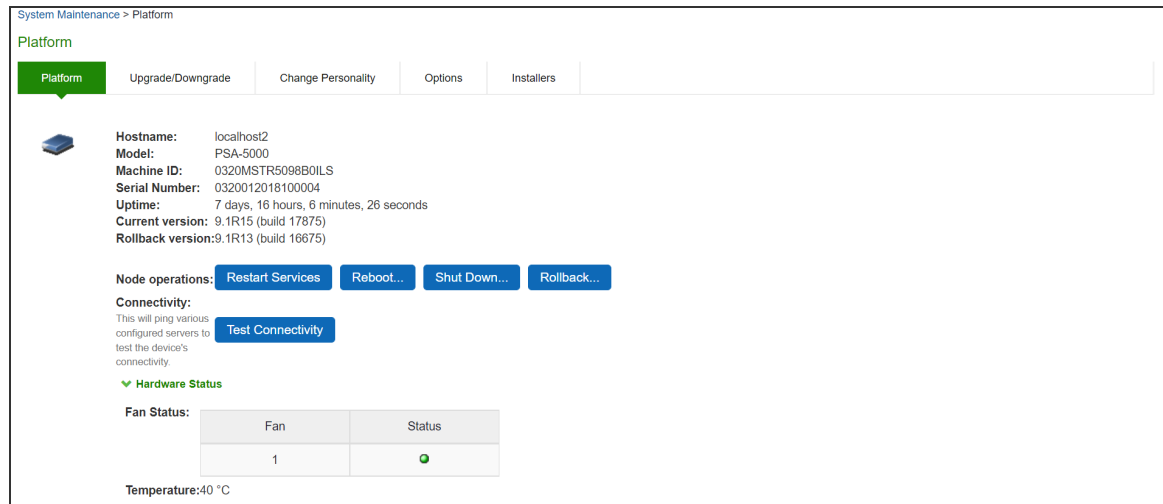 System Maintenance > Platform
Platform
Platform Upgrade/Downgrade Change Personality Options Installers
Hostname: localhost2
Model: PSA-5000
Machine ID: 0320MSTR5098B0ILS
Serial Number: 0320012018100004
Uptime: 7 days, 16 hours, 6 minutes, 26 seconds
Current version: 9.1R15 (build 17875)
Rollback version:9.1R13 (build 16675)
Node operations: Restart Services Reboot... Shut Down... Rollback...
Connectivity:
This will ping various
configured servers to
test the device's
connectivity.
Test Connectivity
Hardware Status
Fan Status:
Fan Status
1
Temperature:40 °C